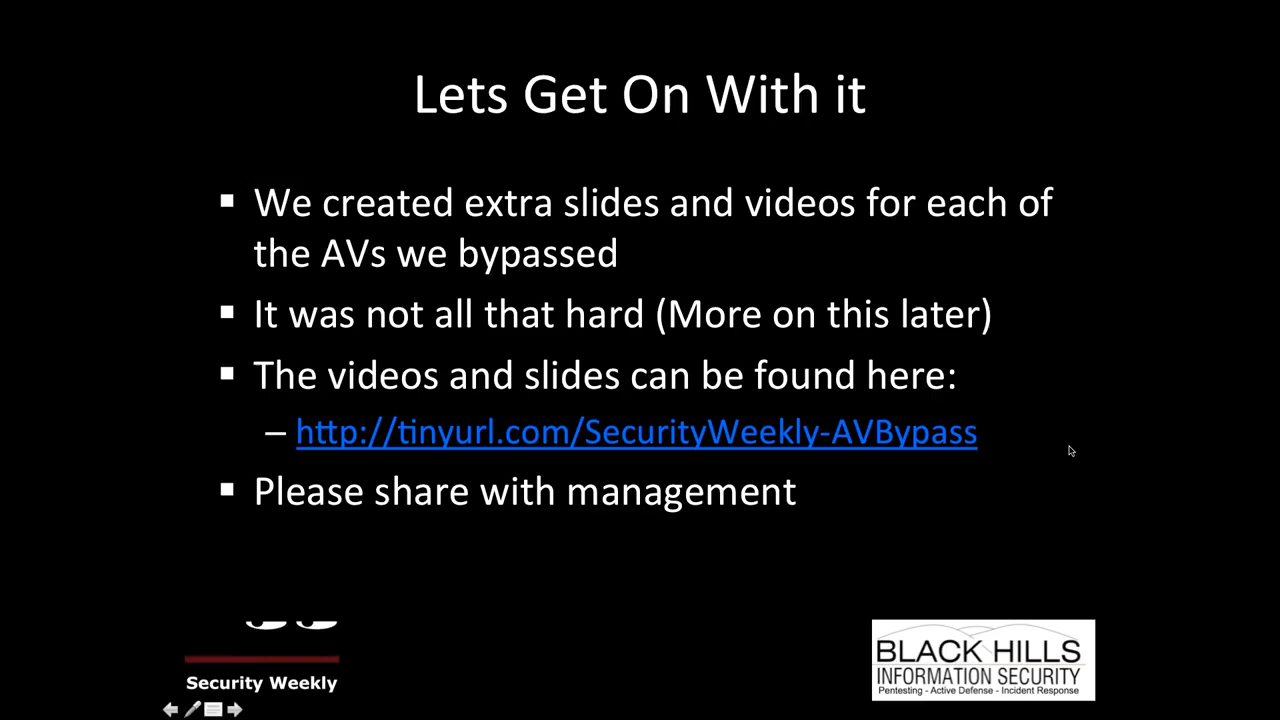 Lets Get On With it
▪ We created extra slides and videos for each of
the AVs we bypassed
▪ It was not all that hard (More on this later)
▪ The videos and slides can be found here:
– http://tinyurl.com/SecurityWeekly-AVBypass
▪ Please share with management
Security Weekly
BLACK HILLS
INFORMATION SECURITY
Pentesting - Active Defense - Incident Response